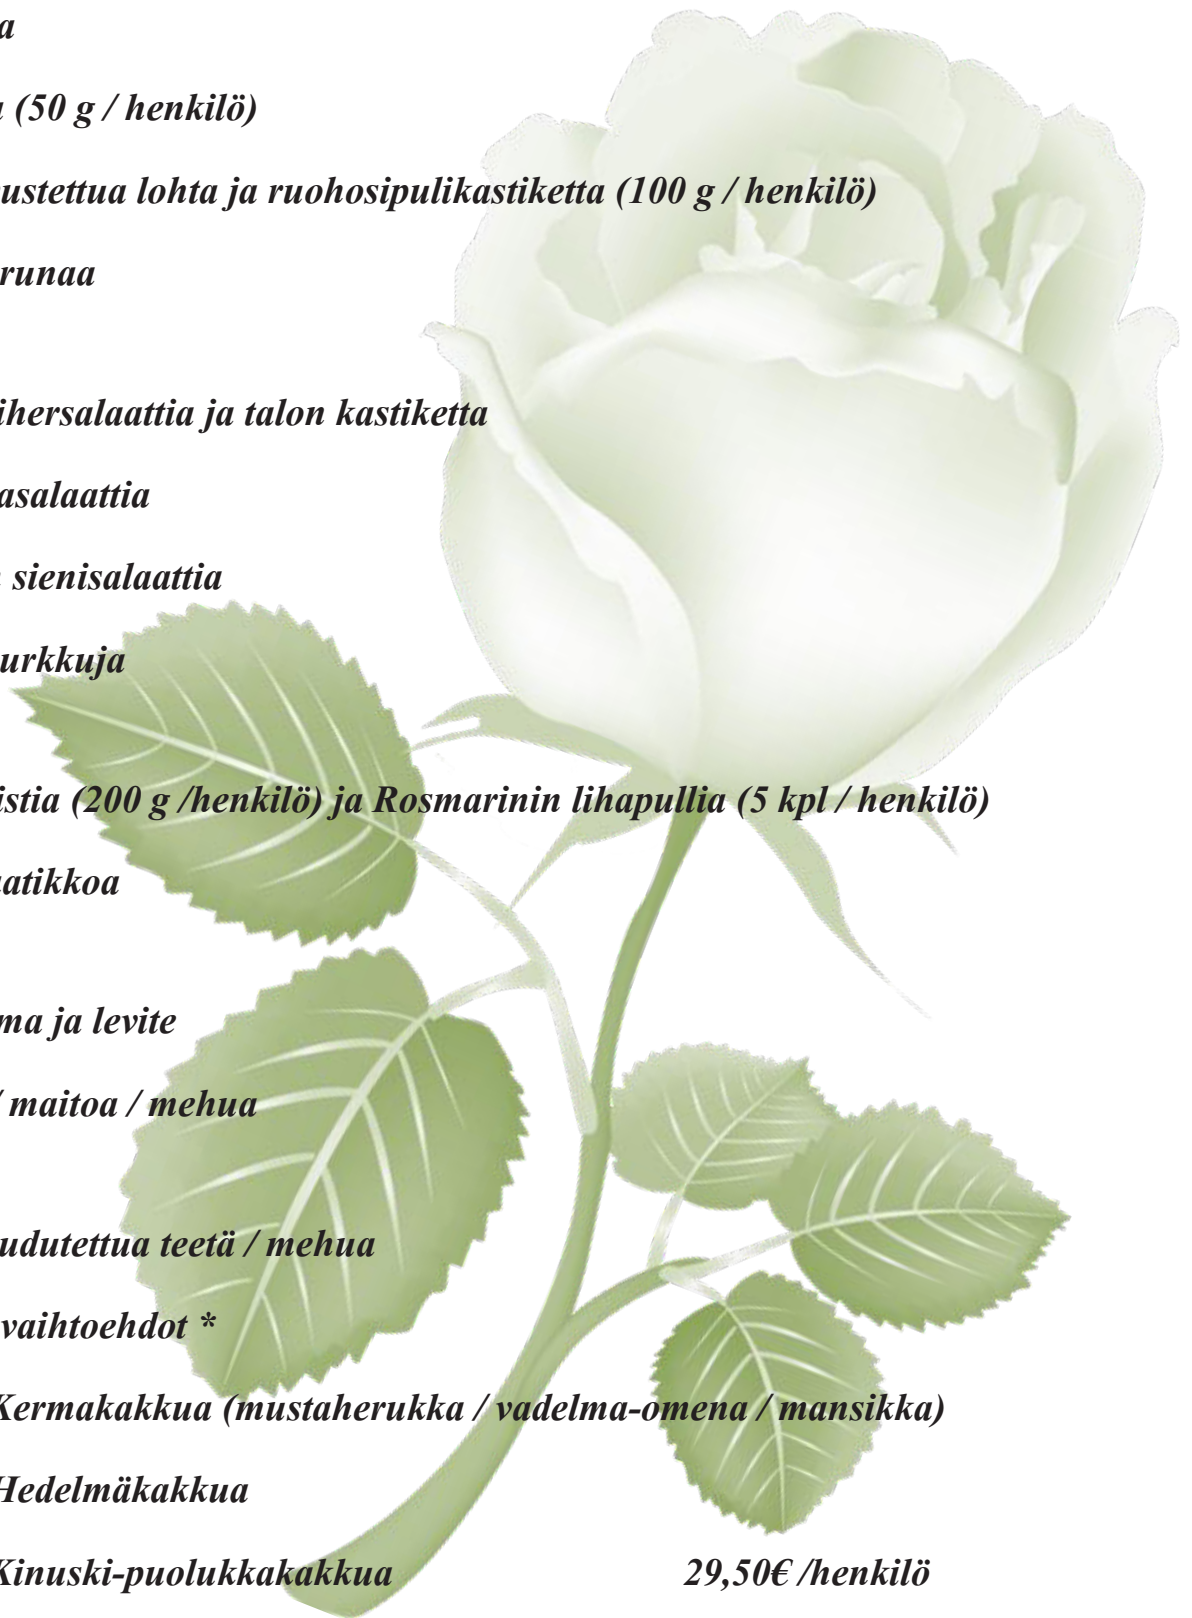 a
(50 g / henkilö)
ustettua lohta ja ruohosipulikastiketta (100 g / henkilö)
runaa
ihersalaattia ja talon kastiketta
asalaattia
sienisalaattia
urkkuja
istia (200 g /henkilö) ja Rosmarinin lihapullia (5 kpl / henkilö)
aatikkoa
ma ja levite
/ maitoa / mehua
udutettua teetä / mehua
vaihtoehdot *
Kermakakkua (mustaherukka / vadelma-omena / mansikka)
Hedelmäkakkua
Kinuski-puolukkakakkua 29,50€ /henkilö